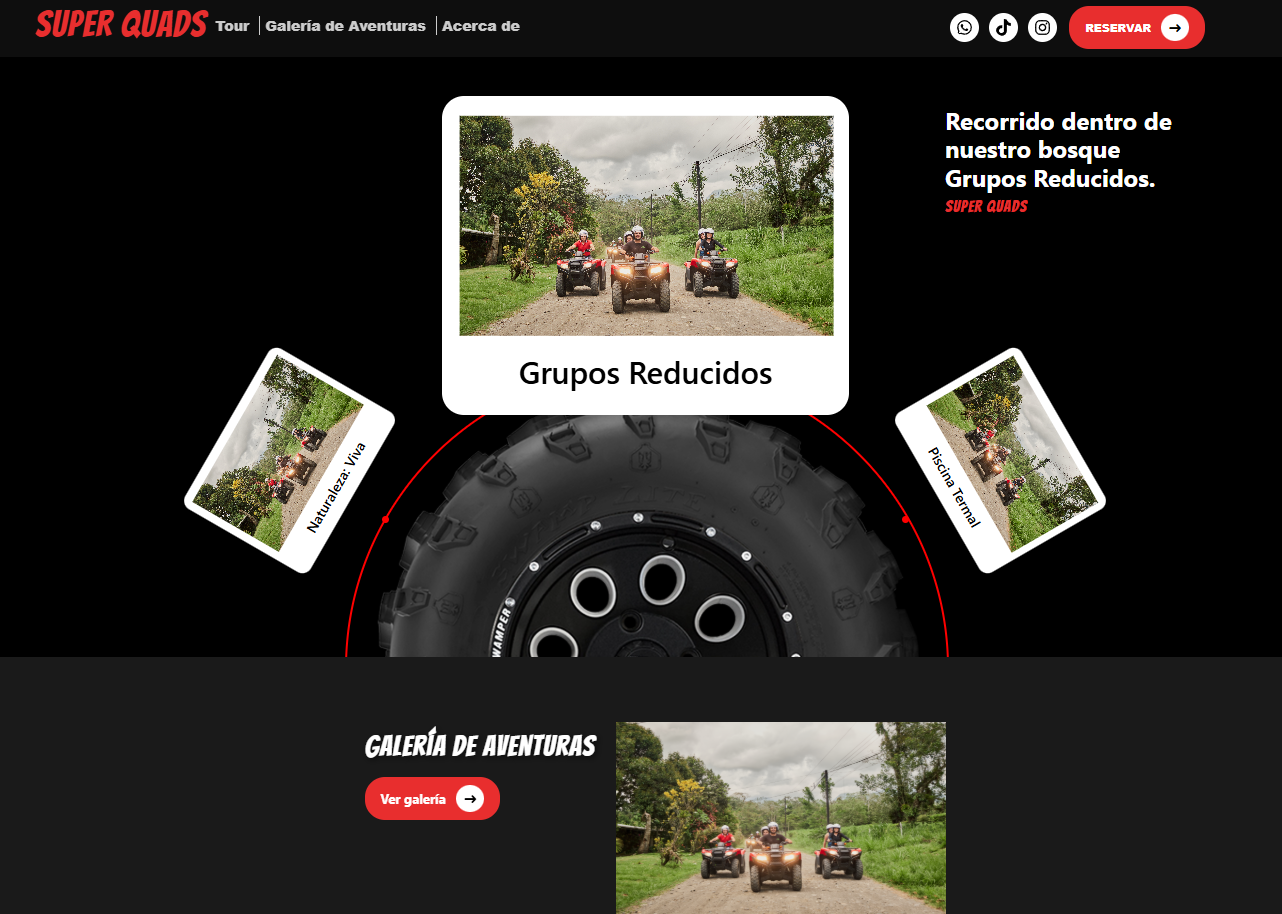 SUPER QUADS
Tour
Galería de Aventuras
Acerca de
RESERVAR
Recorrido dentro de
nuestro bosque
Grupos Reducidos.
SUPER QUADS
Grupos Reducidos
Naturaleza: Viva
Piscina Termal
WAMPER
GALERÍA DE AVENTURAS
Ver galería